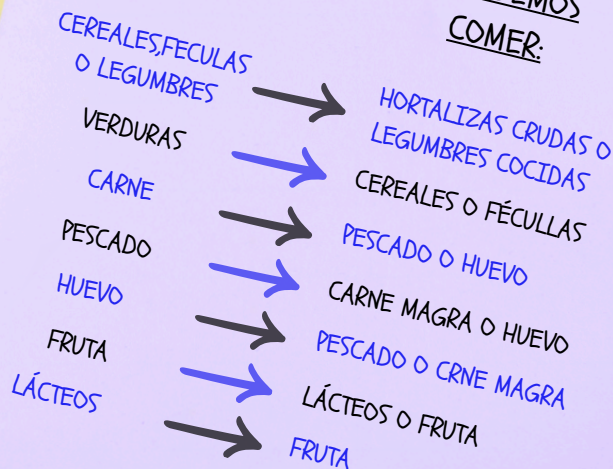 COMER:
CEREALES,FECULAS
O LEGUMBRES
HORTALIZAS CRUDAS O
LEGUMBRES COCIDAS
VERDURAS
CEREALES O FÉCULLAS
CARNE
PESCADO O HUEVO
PESCADO
CARNE MAGRA O HUEVO
HUEVO
PESCADO O CRNE MAGRA
FRUTA
LÁCTEOS O FRUTA
LÁCTEOS
FRUTA